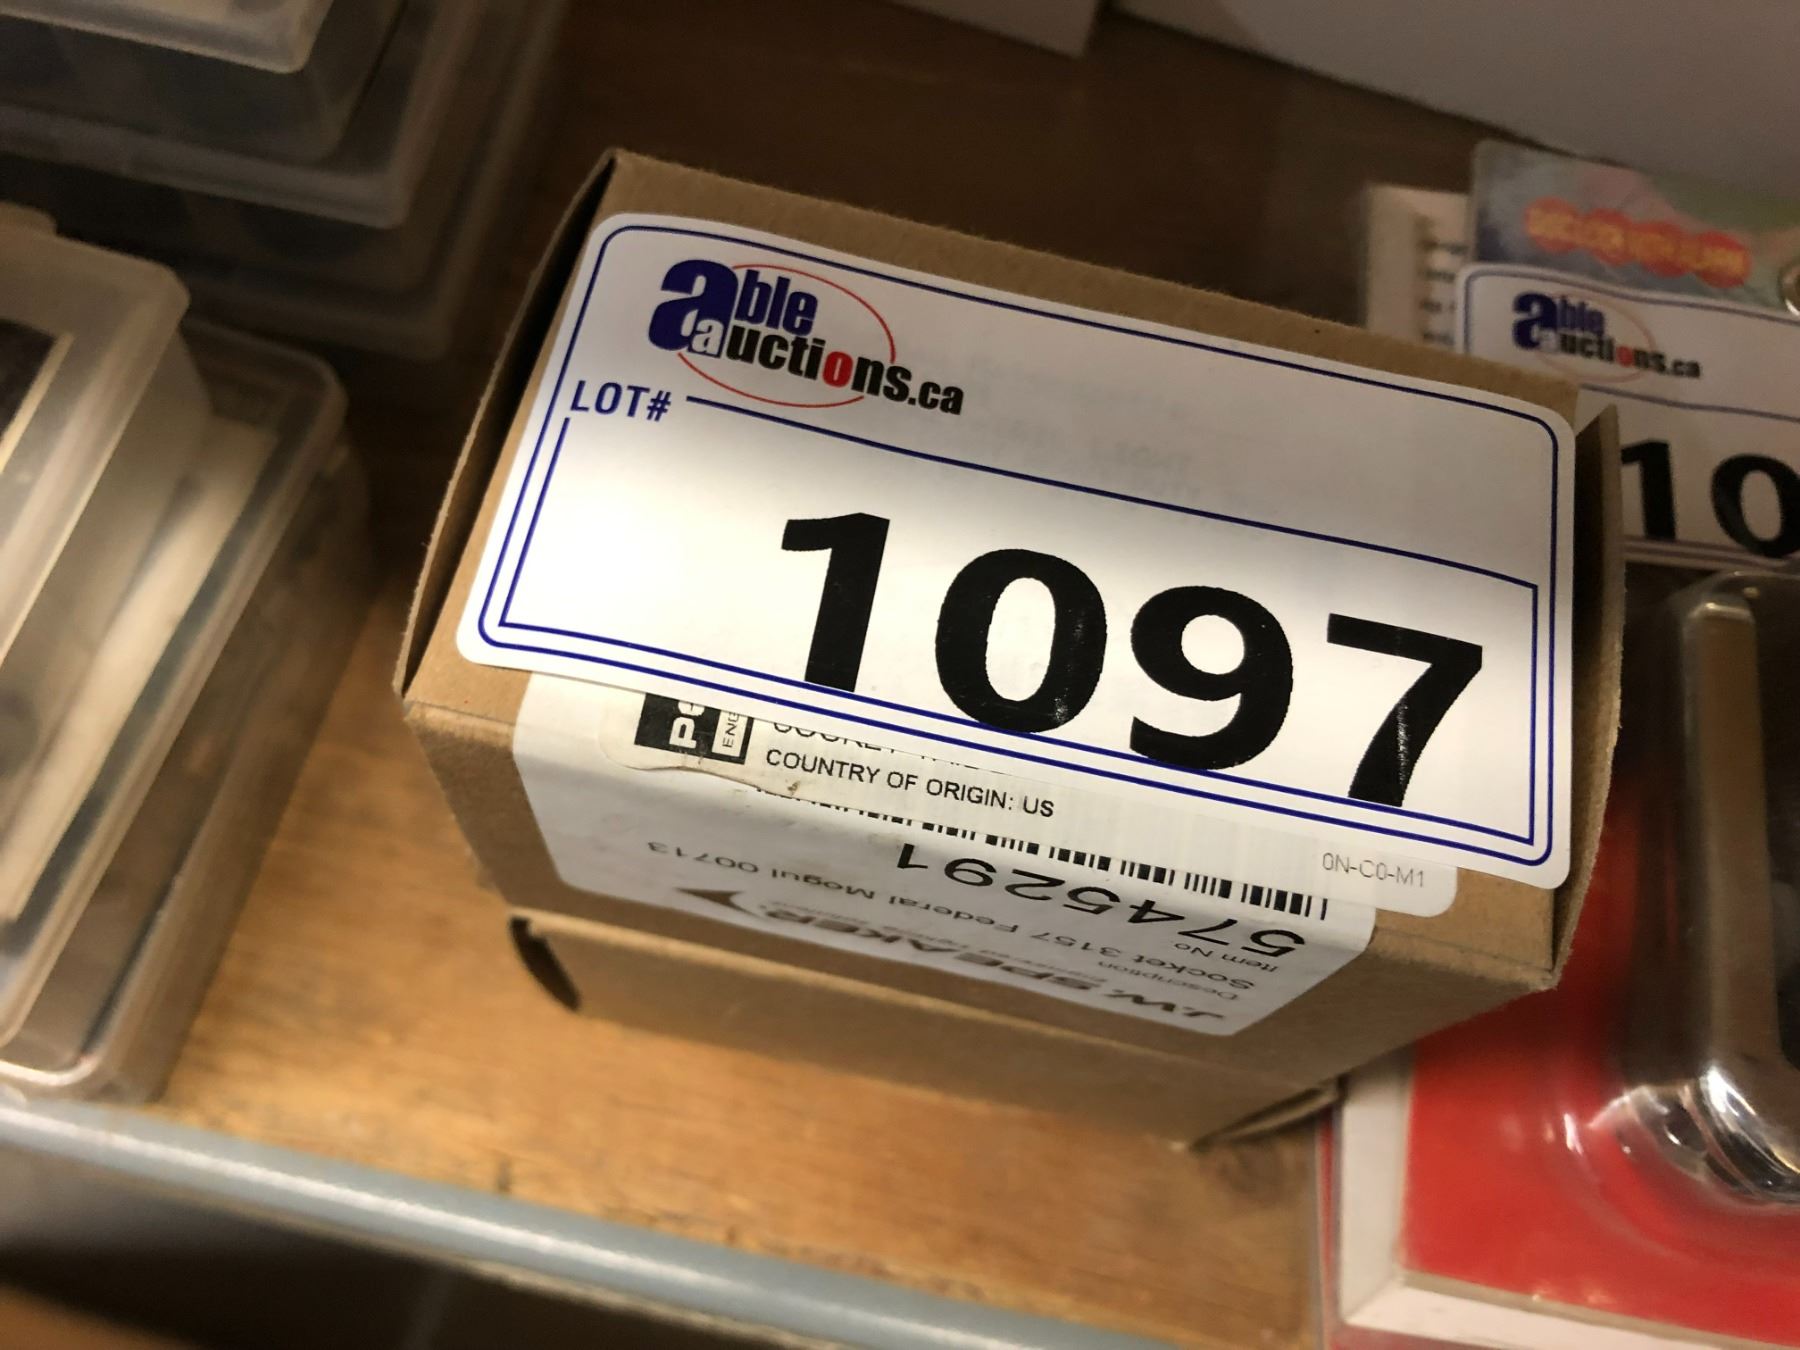 able
auctions.ca
LOT#
1097
ENG
COUNTRY OF ORIGIN: US
0N-C0-M1
J.W. SPEAKER
Description
Socket 3157 Federal Mogul 00713
Item No
5745291
able
auctions.ca
10